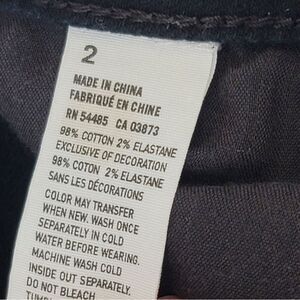 2
MADE IN CHINA
FABRIQUÉ EN CHINE
RN 54485 CA 03873
98% COTTON 2% ELASTANE
EXCLUSIVE OF DECORATION
98% COTON 2% ELASTANE
SANS LES DÉCORATIONS
COLOR MAY TRANSFER
WHEN NEW. WASH ONCE
SEPARATELY IN COLD
WATER BEFORE WEARING.
MACHINE WASH COLD
INSIDE OUT SEPARATELY.
DO NOT BLEACH